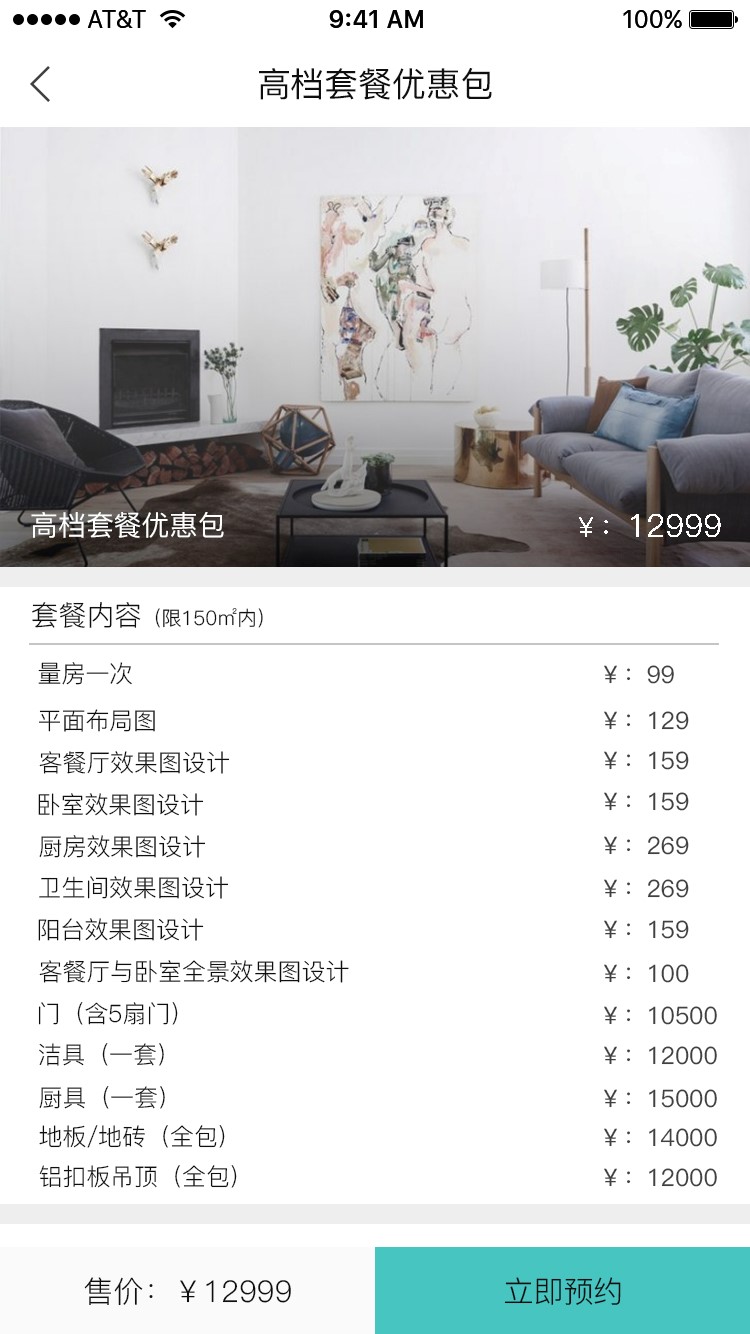 AT&T 9:41 AM 100%
高档套餐优惠包
高档套餐优惠包 ¥：12999
套餐内容（限150㎡内）
量房一次 ¥：99
平面布局图 ¥：129
客餐厅效果图设计 ¥：159
卧室效果图设计 ¥：159
厨房效果图设计 ¥：269
卫生间效果图设计 ¥：269
阳台效果图设计 ¥：159
客餐厅与卧室全景效果图设计 ¥：100
门（含5扇门） ¥：10500
洁具（一套） ¥：12000
厨具（一套） ¥：15000
地板/地砖（全包） ¥：14000
铝扣板吊顶（全包） ¥：12000
售价：¥12999 立即预约